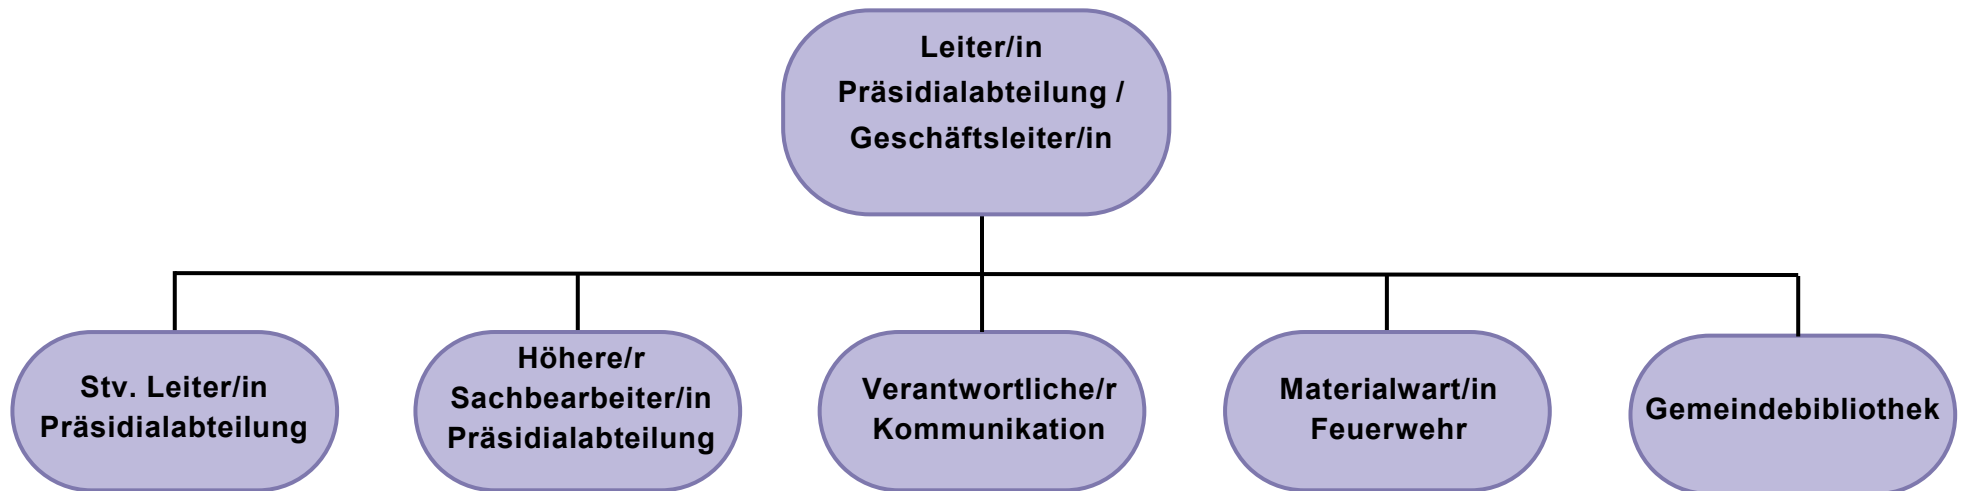 Leiter/in
Präsidialabteilung /
Geschäftsleiter/in
Stv. Leiter/in
Präsidialabteilung
Höhere/r
Sachbearbeiter/in
Präsidialabteilung
Verantwortliche/r
Kommunikation
Materialwart/in
Feuerwehr
Gemeindebibliothek